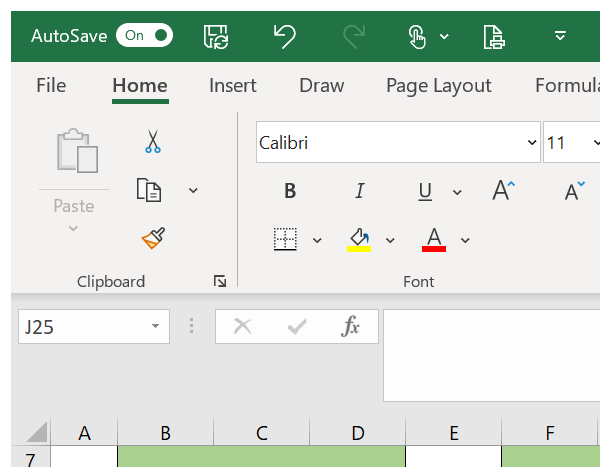 AutoSave On
File Home Insert Draw Page Layout Formula
Calibri 11
Paste B I U A A
A
Clipboard Font
J25 fx
A B C D E F
7